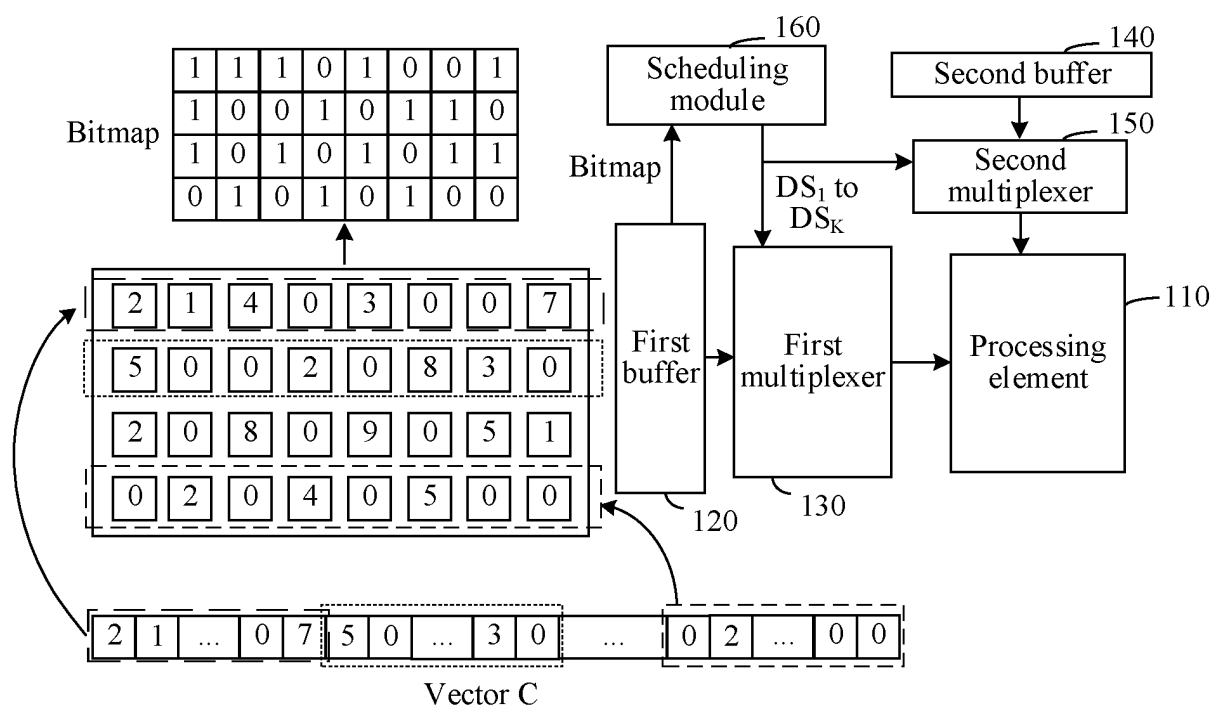 160
140
1 1 1 0 1 0 0 1
1 0 0 1 0 1 1 0
1 0 1 0 1 0 1 1
0 1 0 1 0 1 0 0
Bitmap
Scheduling
module
Second buffer
150
Second
multiplexer
Bitmap
DS₁ to
DSₖ
2 1 4 0 3 0 0 7
5 0 0 2 0 8 3 0
2 0 8 0 9 0 5 1
0 2 0 4 0 5 0 0
First
buffer
First
multiplexer
Processing
element
110
120
130
2 1 ... 0 7 5 0 ... 3 0 ... 0 2 ... 0 0
Vector C